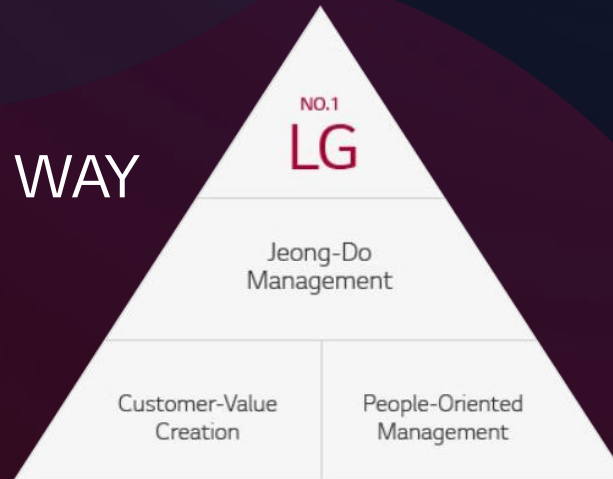 NO.1
LG
WAY
Jeong-Do
Management
Customer-Value
Creation
People-Oriented
Management